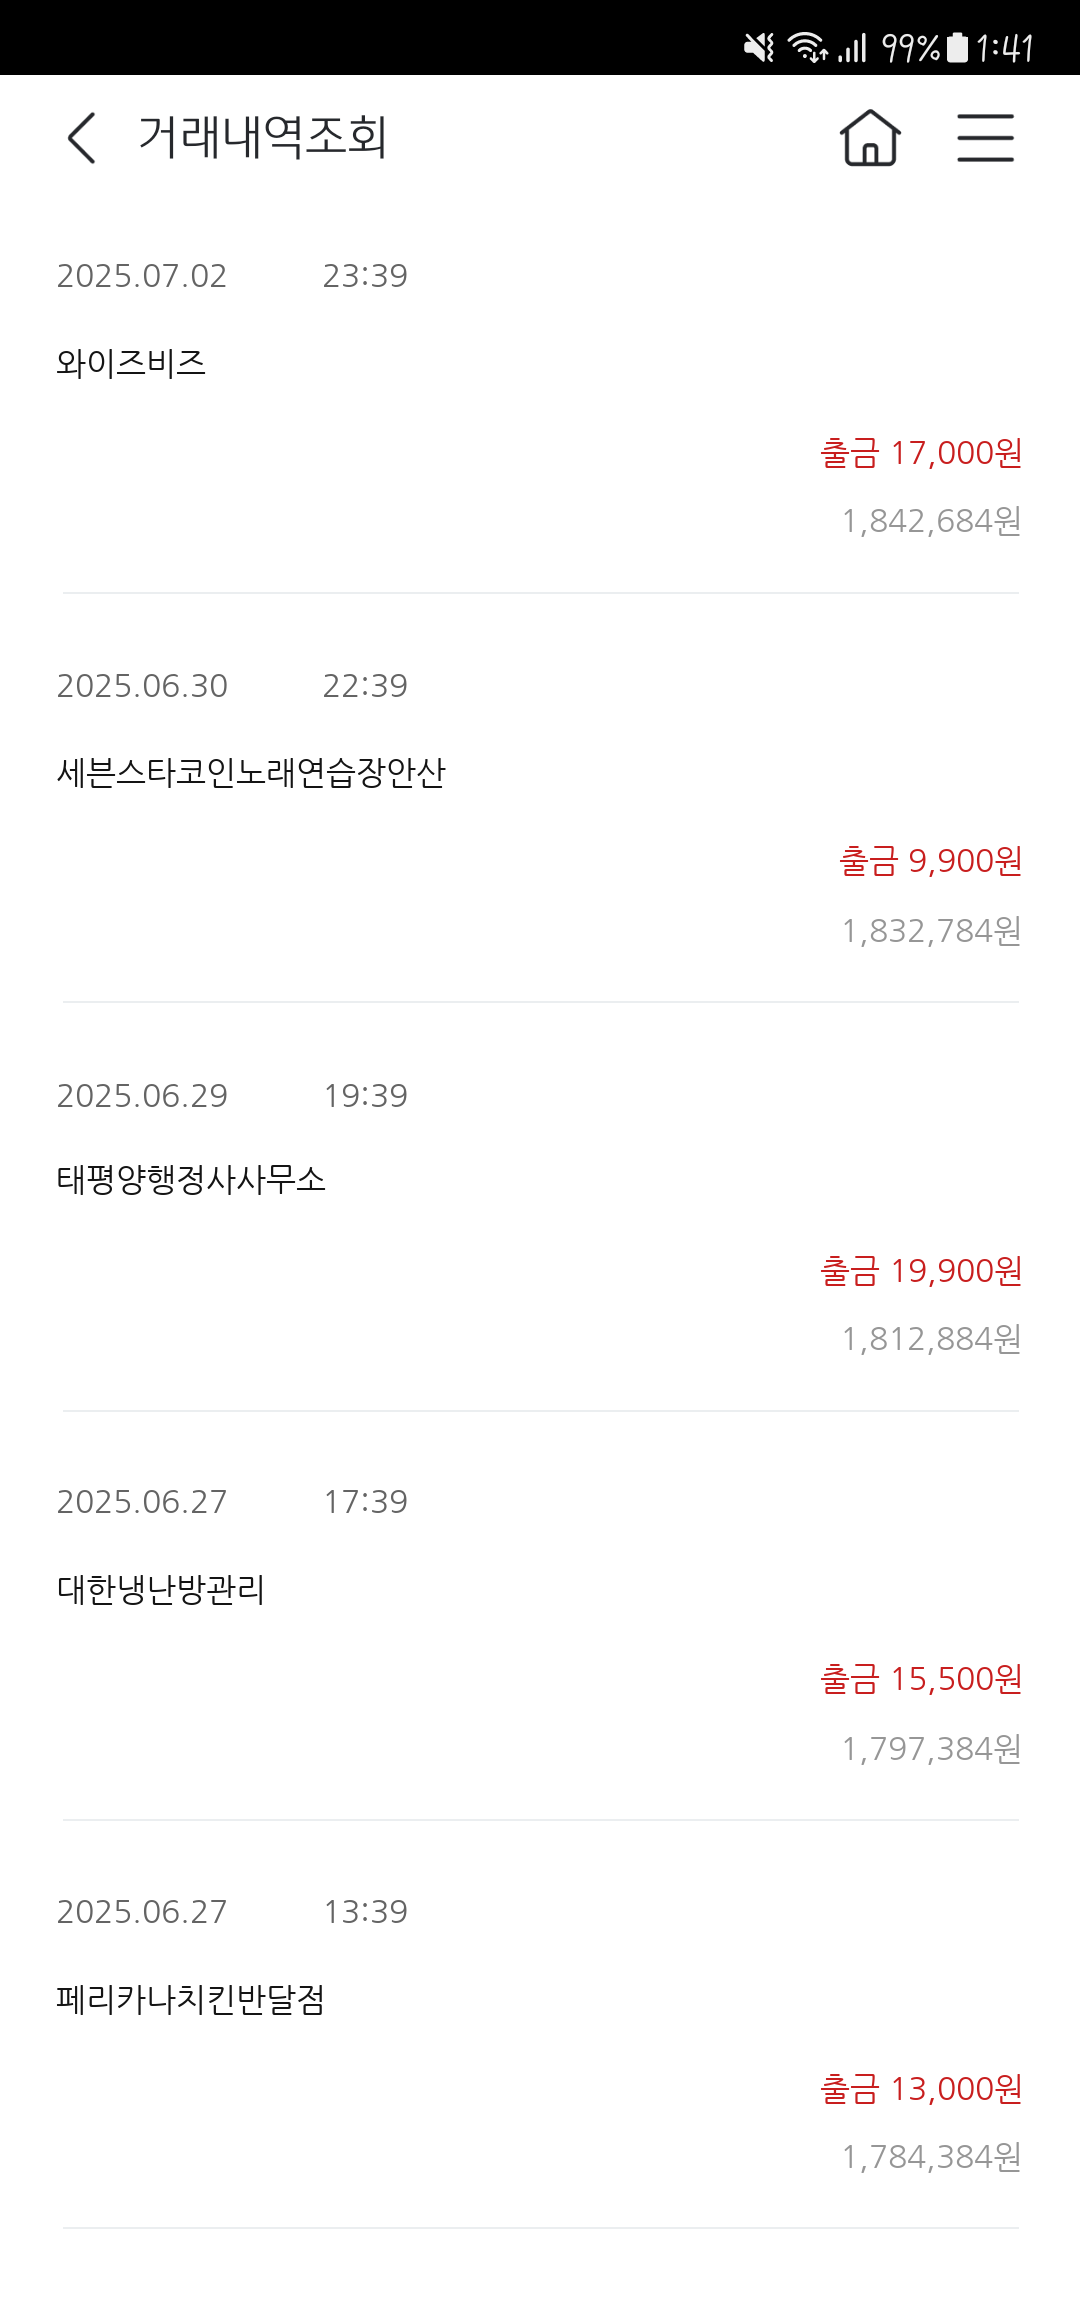 99% 1:41
거래내역조회
2025.07.02 23:39
와이즈비즈
출금 17,000원
1,842,684원
2025.06.30 22:39
세븐스타코인노래연습장안산
출금 9,900원
1,832,784원
2025.06.29 19:39
태평양행정사사무소
출금 19,900원
1,812,884원
2025.06.27 17:39
대한냉난방관리
출금 15,500원
1,797,384원
2025.06.27 13:39
페리카나치킨반달점
출금 13,000원
1,784,384원